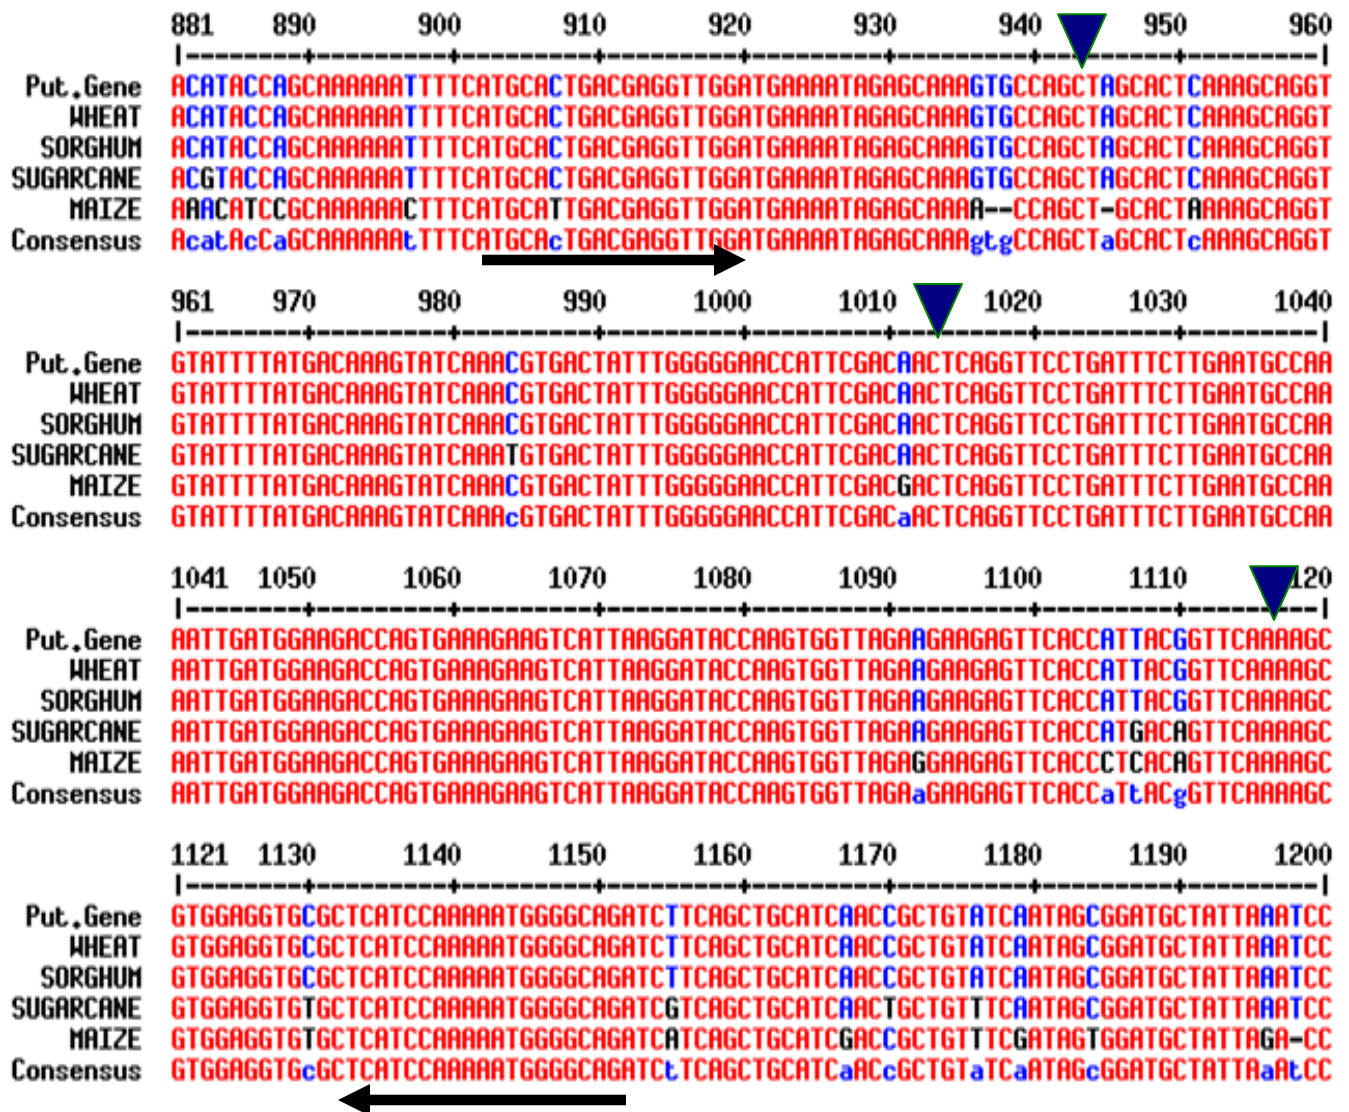 881 890 900 910 920 930 940 950 960
Put.Gene ACATACCAGCAAAAAATTTTCATGCACTGACGAGGTTGGATGAAAATAGAGCAAAGTGCCAGCTAGCACTCAAAGCAGGT
WHEAT ACATACCAGCAAAAAATTTTCATGCACTGACGAGGTTGGATGAAAATAGAGCAAAGTGCCAGCTAGCACTCAAAGCAGGT
SORGHUM ACATACCAGCAAAAAATTTTCATGCACTGACGAGGTTGGATGAAAATAGAGCAAAGTGCCAGCTAGCACTCAAAGCAGGT
SUGARCANE ACGTACCAGCAAAAAATTTTCATGCACTGACGAGGTTGGATGAAAATAGAGCAAAGTGCCAGCTAGCACTCAAAGCAGGT
MAIZE AAACATCCGCAAAAAACTTTCATGCATTGACGAGGTTGGATGAAAATAGAGCAAAA--CCAGCT-GCACTAAAAGCAGGT
Consensus AcatAcCaGCAAAAAAtTTTCATGCAcTGACGAGGTTGGATGAAAATAGAGCAAAgtgCCAGCTaGCACTcAAAGCAGGT
961 970 980 990 1000 1010 1020 1030 1040
Put.Gene GTATTTTATGACAAAGTATCAAACGTGACTATTTGGGGGAACCATTCGACAACTCAGGTTCCTGATTTCTTGAATGCCAA
WHEAT GTATTTTATGACAAAGTATCAAACGTGACTATTTGGGGGAACCATTCGACAACTCAGGTTCCTGATTTCTTGAATGCCAA
SORGHUM GTATTTTATGACAAAGTATCAAACGTGACTATTTGGGGGAACCATTCGACAACTCAGGTTCCTGATTTCTTGAATGCCAA
SUGARCANE GTATTTTATGACAAAGTATCAAATGTGACTATTTGGGGGAACCATTCGACAACTCAGGTTCCTGATTTCTTGAATGCCAA
MAIZE GTATTTTATGACAAAGTATCAAACGTGACTATTTGGGGGAACCATTCGACGACTCAGGTTCCTGATTTCTTGAATGCCAA
Consensus GTATTTTATGACAAAGTATCAAAcGTGACTATTTGGGGGAACCATTCGACaACTCAGGTTCCTGATTTCTTGAATGCCAA
1041 1050 1060 1070 1080 1090 1100 1110 120
Put.Gene AATTGATGGAAGACCAGTGAAAGAAGTCATTAAGGATACCAAGTGGTTAGAAGAAGAGTTCACCATTACGGTTCAAAAGC
WHEAT AATTGATGGAAGACCAGTGAAAGAAGTCATTAAGGATACCAAGTGGTTAGAAGAAGAGTTCACCATTACGGTTCAAAAGC
SORGHUM AATTGATGGAAGACCAGTGAAAGAAGTCATTAAGGATACCAAGTGGTTAGAAGAAGAGTTCACCATTACGGTTCAAAAGC
SUGARCANE AATTGATGGAAGACCAGTGAAAGAAGTCATTAAGGATACCAAGTGGTTAGAAGAAGAGTTCACCATGACAGTTCAAAAGC
MAIZE AATTGATGGAAGACCAGTGAAAGAAGTCATTAAGGATACCAAGTGGTTAGAGGAAGAGTTCACCCTCACAGTTCAAAAGC
Consensus AATTGATGGAAGACCAGTGAAAGAAGTCATTAAGGATACCAAGTGGTTAGAaGAAGAGTTCACCaTtACgGTTCAAAAGC
1121 1130 1140 1150 1160 1170 1180 1190 1200
Put.Gene GTGGAGGTGCGCTCATCCAAAAATGGGGCAGATCTTCAGCTGCATCAACCGCTGTATCAATAGCGGATGCTATTAAATCC
WHEAT GTGGAGGTGCGCTCATCCAAAAATGGGGCAGATCTTCAGCTGCATCAACCGCTGTATCAATAGCGGATGCTATTAAATCC
SORGHUM GTGGAGGTGCGCTCATCCAAAAATGGGGCAGATCTTCAGCTGCATCAACCGCTGTATCAATAGCGGATGCTATTAAATCC
SUGARCANE GTGGAGGTGTGCTCATCCAAAAATGGGGCAGATCGTCAGCTGCATCAACTGCTGTTTCAATAGCGGATGCTATTAAATCC
MAIZE GTGGAGGTGTGCTCATCCAAAAATGGGGCAGATCATCAGCTGCATCGACCGCTGTTTCGATAGTGGATGCTATTAGA-CC
Consensus GTGGAGGTGcGCTCATCCAAAAATGGGGCAGATCtTCAGCTGCATCaACcGCTGTaTCaATAGcGGATGCTATTAaAtCC